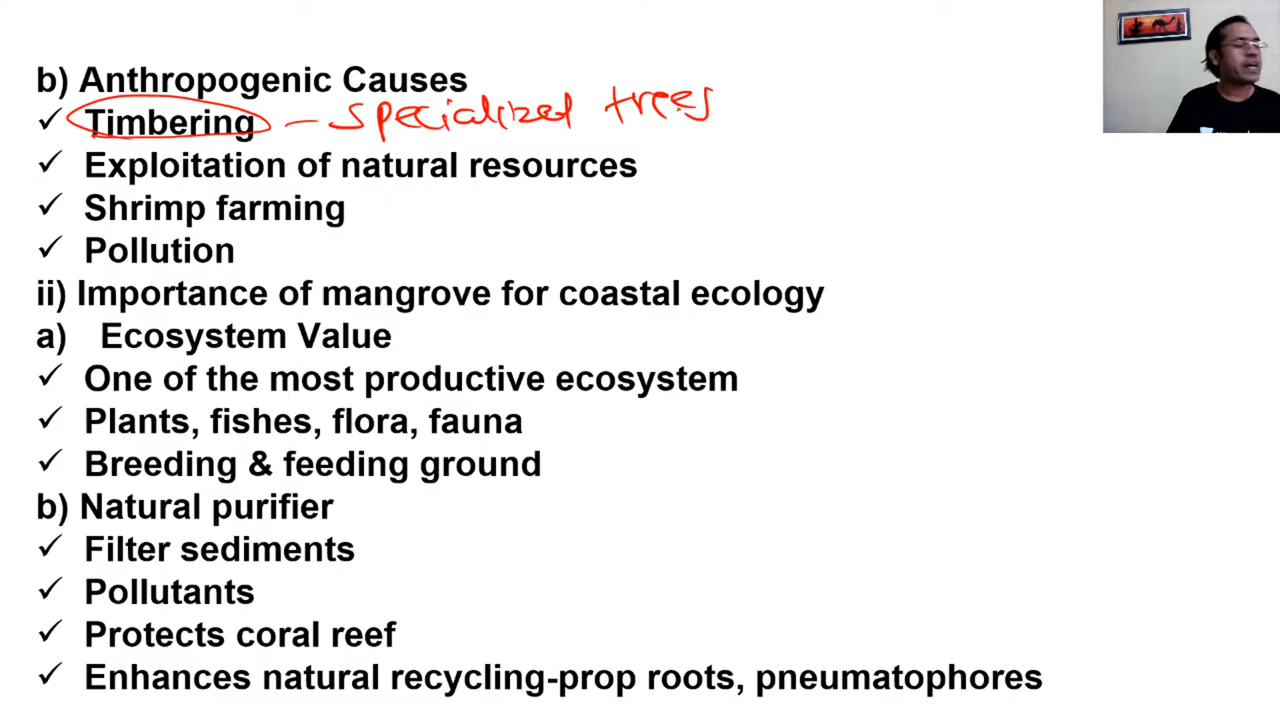 b) Anthropogenic Causes
✓ Timbering – specialized trees
✓ Exploitation of natural resources
✓ Shrimp farming
✓ Pollution
ii) Importance of mangrove for coastal ecology
a) Ecosystem Value
✓ One of the most productive ecosystem
✓ Plants, fishes, flora, fauna
✓ Breeding & feeding ground
b) Natural purifier
✓ Filter sediments
✓ Pollutants
✓ Protects coral reef
✓ Enhances natural recycling-prop roots, pneumatophores